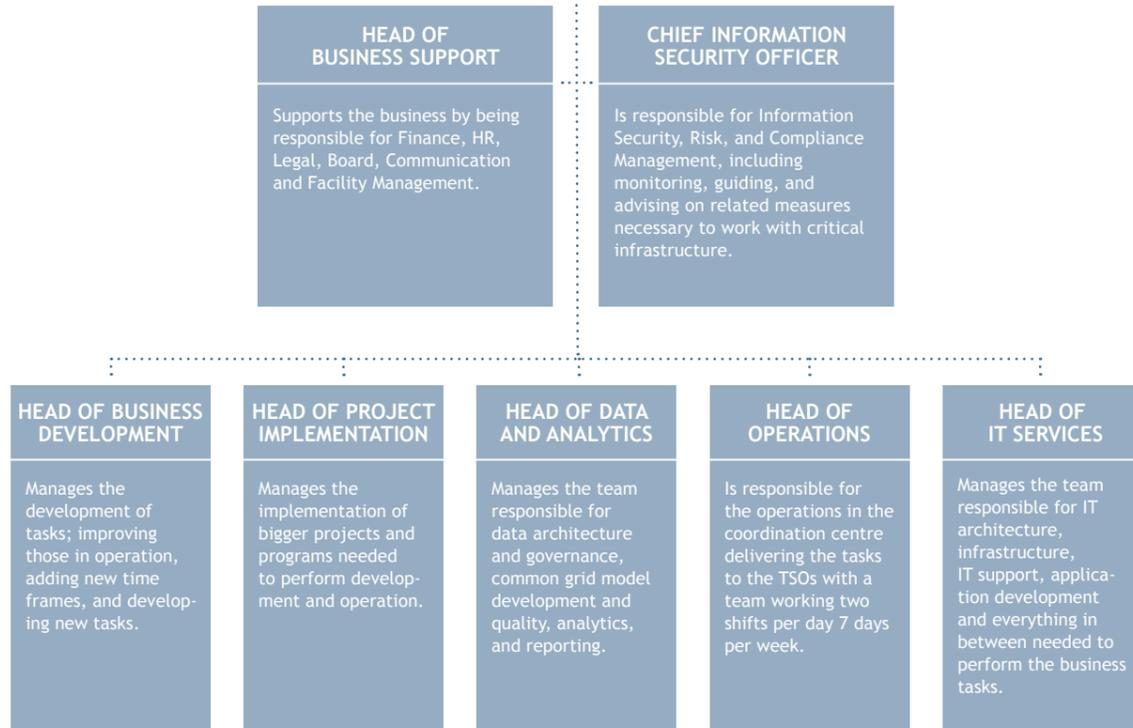 HEAD OF
BUSINESS SUPPORT
Supports the business by being
responsible for Finance, HR,
Legal, Board, Communication
and Facility Management.
CHIEF INFORMATION
SECURITY OFFICER
Is responsible for Information
Security, Risk, and Compliance
Management, including
monitoring, guiding, and
advising on related measures
necessary to work with critical
infrastructure.
HEAD OF BUSINESS
DEVELOPMENT
Manages the
development of
tasks; improving
those in operation,
adding new time
frames, and develop-
ing new tasks.
HEAD OF PROJECT
IMPLEMENTATION
Manages the
implementation of
bigger projects and
programs needed
to perform develop-
ment and operation.
HEAD OF DATA
AND ANALYTICS
Manages the team
responsible for
data architecture
and governance,
common grid model
development and
quality, analytics,
and reporting.
HEAD OF
OPERATIONS
Is responsible for
the operations in the
coordination centre
delivering the tasks
to the TSOs with a
team working two
shifts per day 7 days
per week.
HEAD OF
IT SERVICES
Manages the team
responsible for IT
architecture,
infrastructure,
IT support, applica-
tion development
and everything in
between needed to
perform the business
tasks.